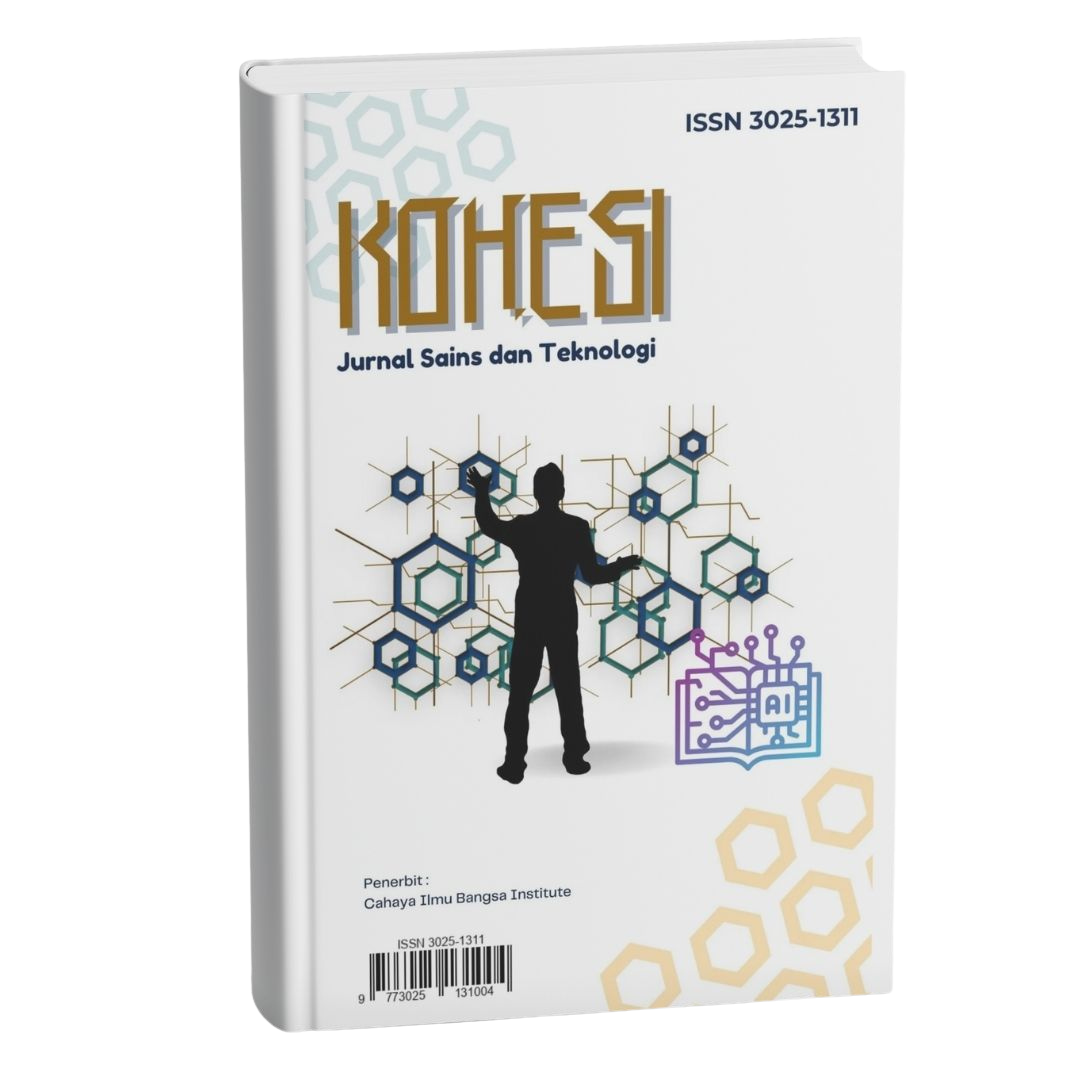 ISSN 3025-1311
KOHESI
Jurnal Sains dan Teknologi
AI
Penerbit :
Cahaya Ilmu Bangsa Institute
ISSN 3025-1311
9 773025 131004